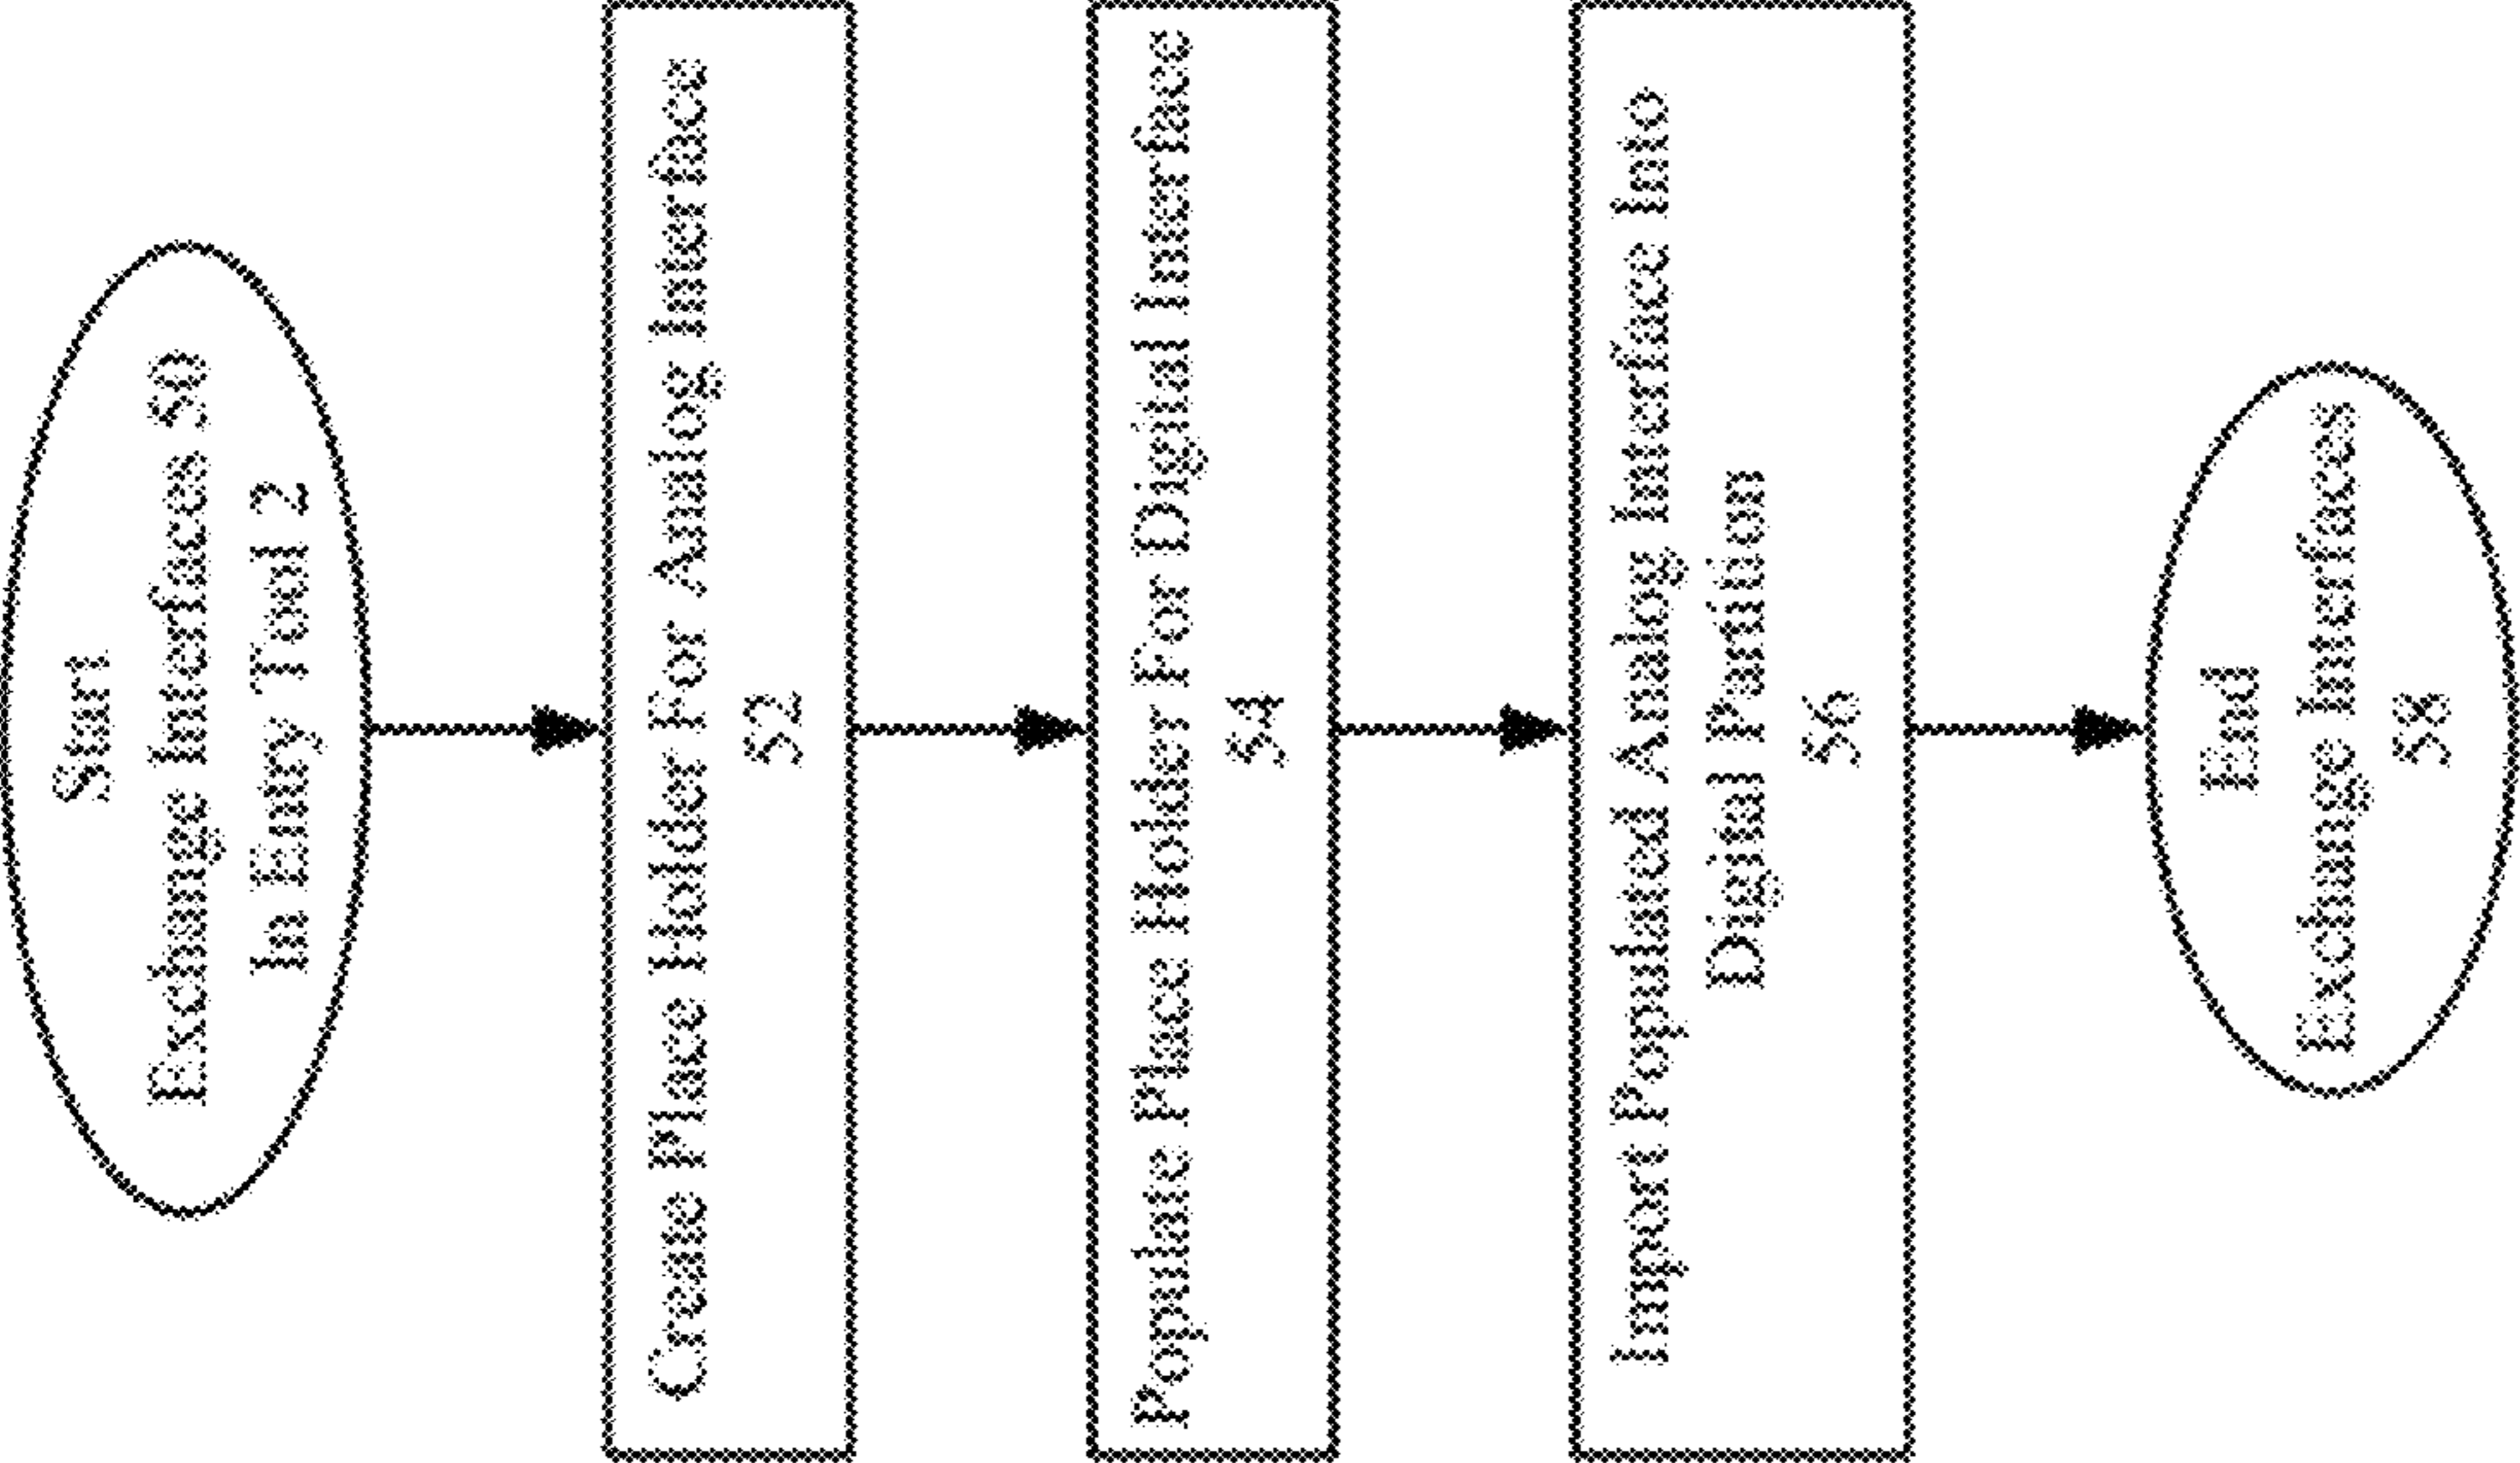 Start
Exchange Interfaces 50
In Entry Tool 2
Create Place Holder For Analog Interface
52
Populate Place Holder For Digital Interface
54
Import Populated Analog Interface Into
Digital Partition
56
End
Exchange Interfaces
58